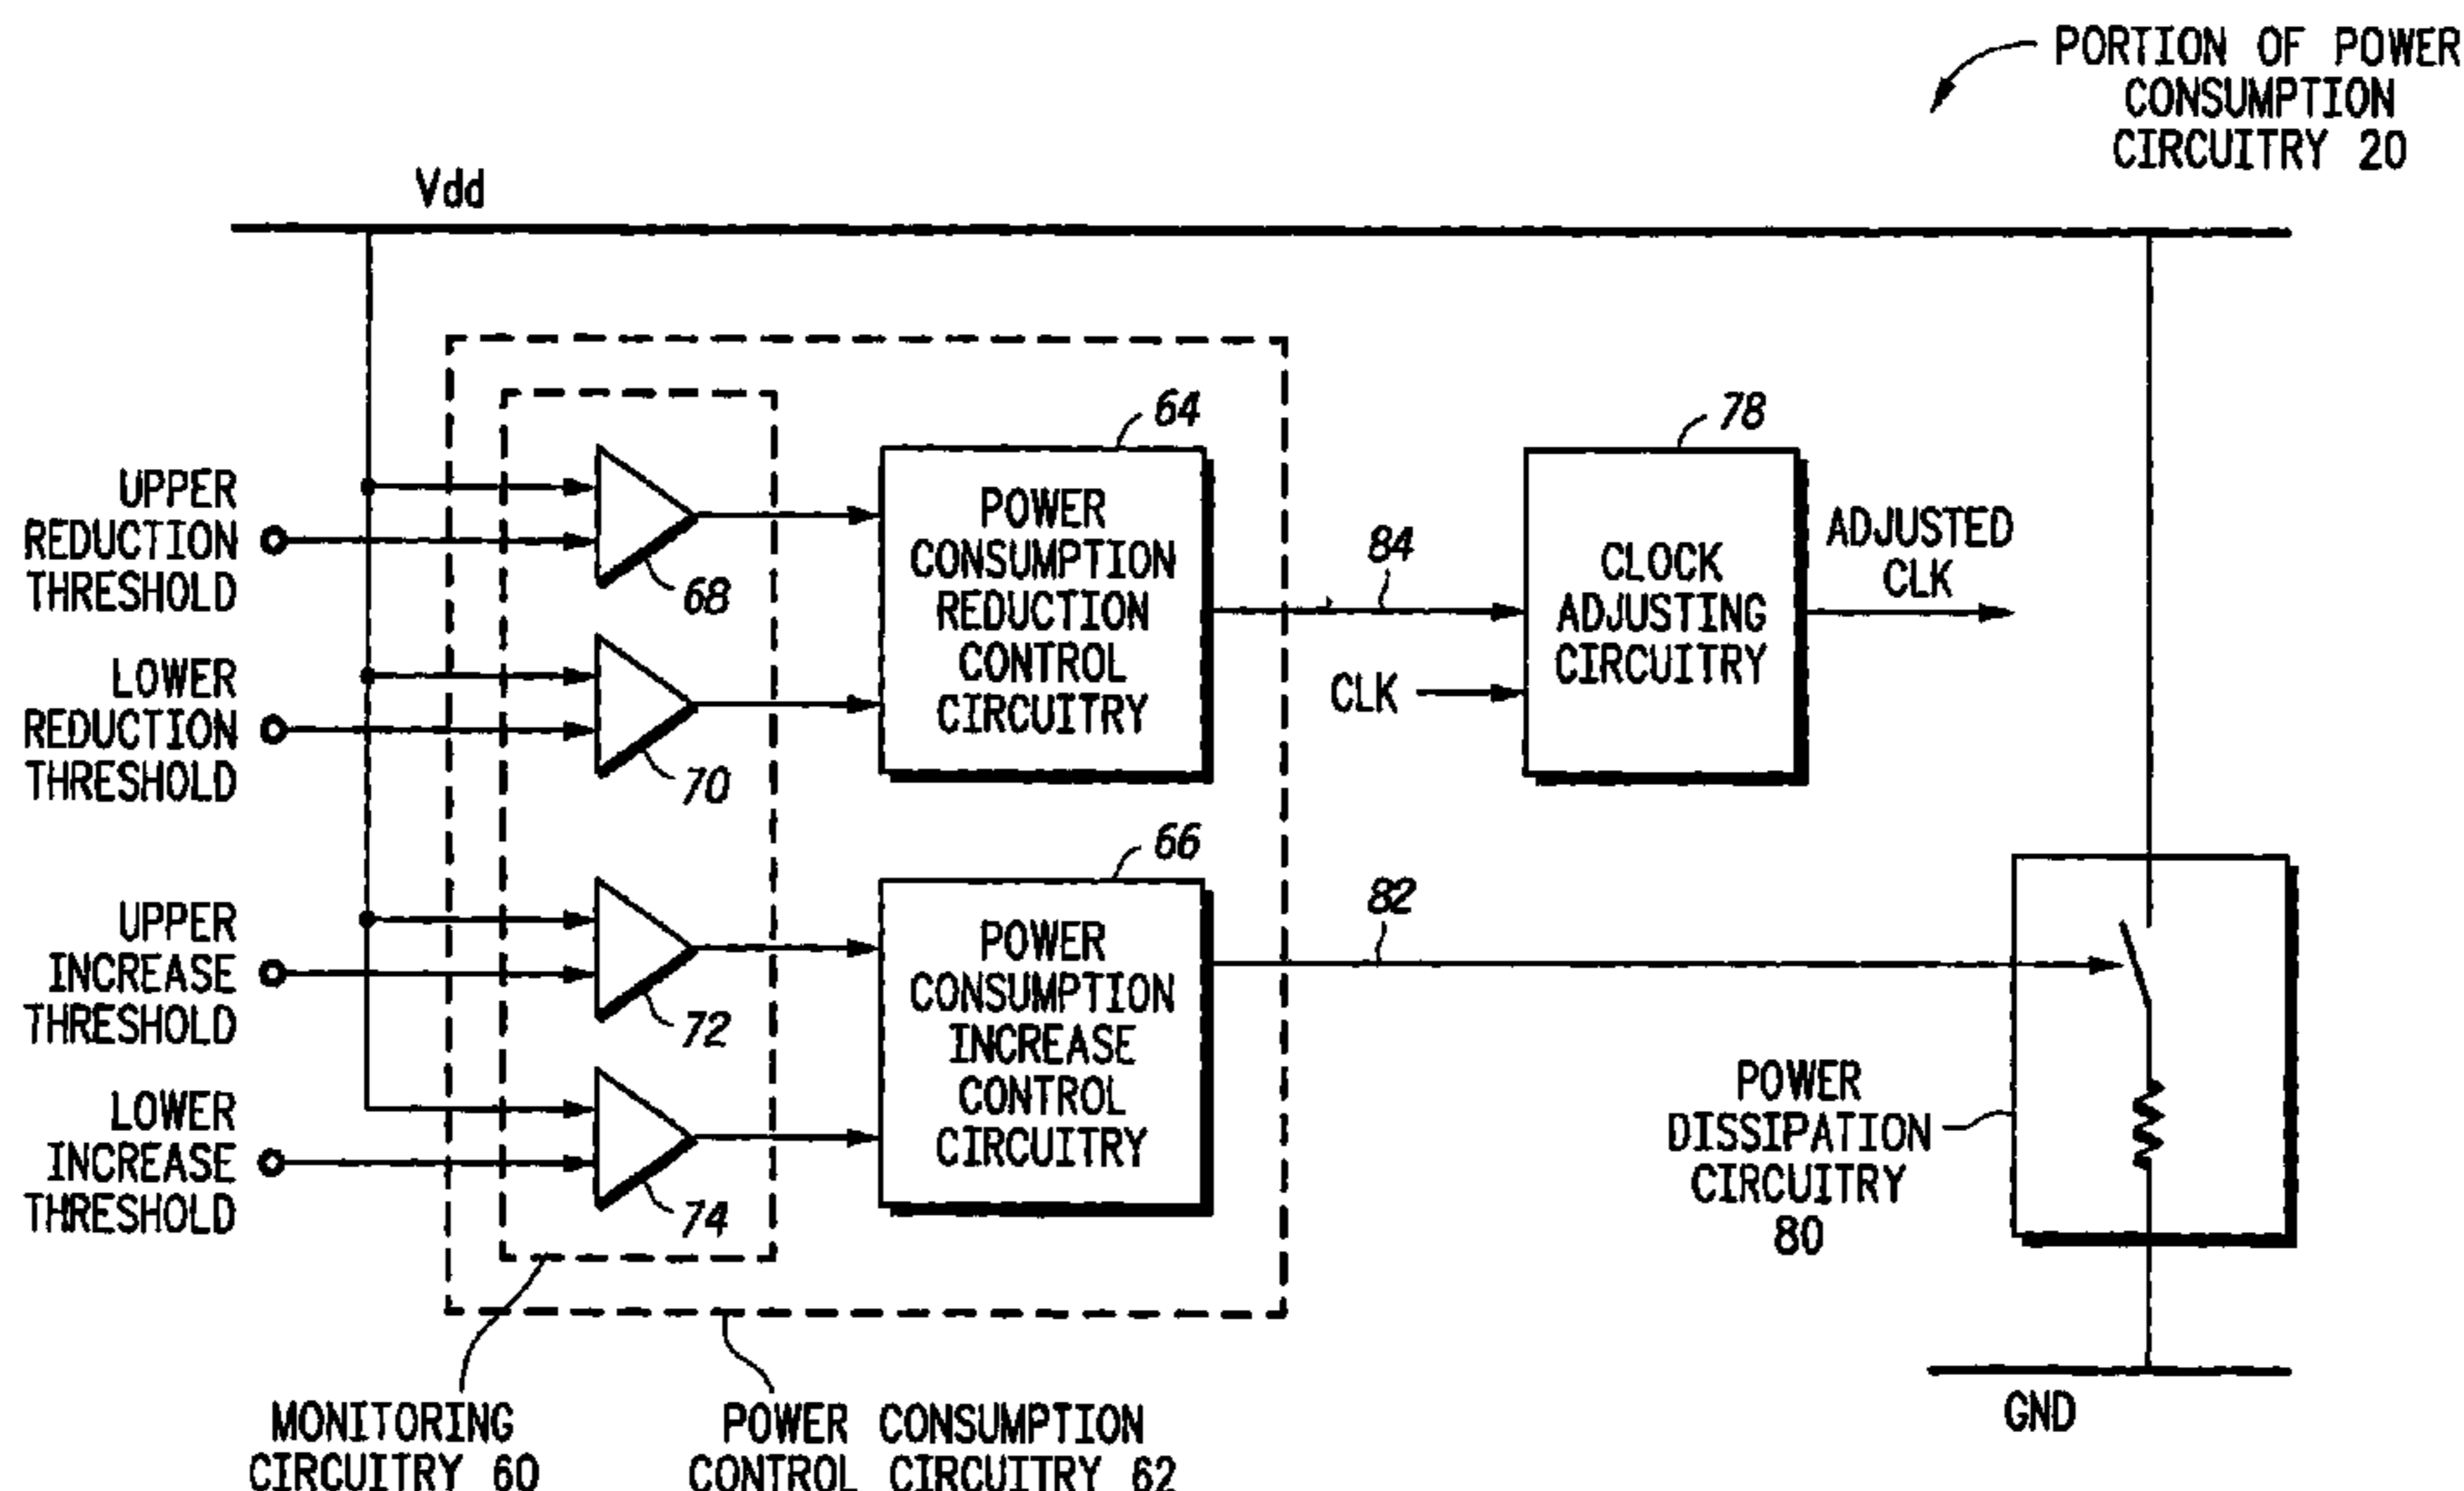 PORTION OF POWER
CONSUMPTION
CIRCUITRY 20
Vdd
UPPER
REDUCTION
THRESHOLD
LOWER
REDUCTION
THRESHOLD
UPPER
INCREASE
THRESHOLD
LOWER
INCREASE
THRESHOLD
68
70
72
74
64
POWER
CONSUMPTION
REDUCTION
CONTROL
CIRCUITRY
66
POWER
CONSUMPTION
INCREASE
CONTROL
CIRCUITRY
84
CLK
78
CLOCK
ADJUSTING
CIRCUITRY
ADJUSTED
CLK
82
POWER
DISSIPATION
CIRCUITRY
80
GND
MONITORING
CIRCUITRY 60
POWER CONSUMPTION
CONTROL CIRCUITRY 62